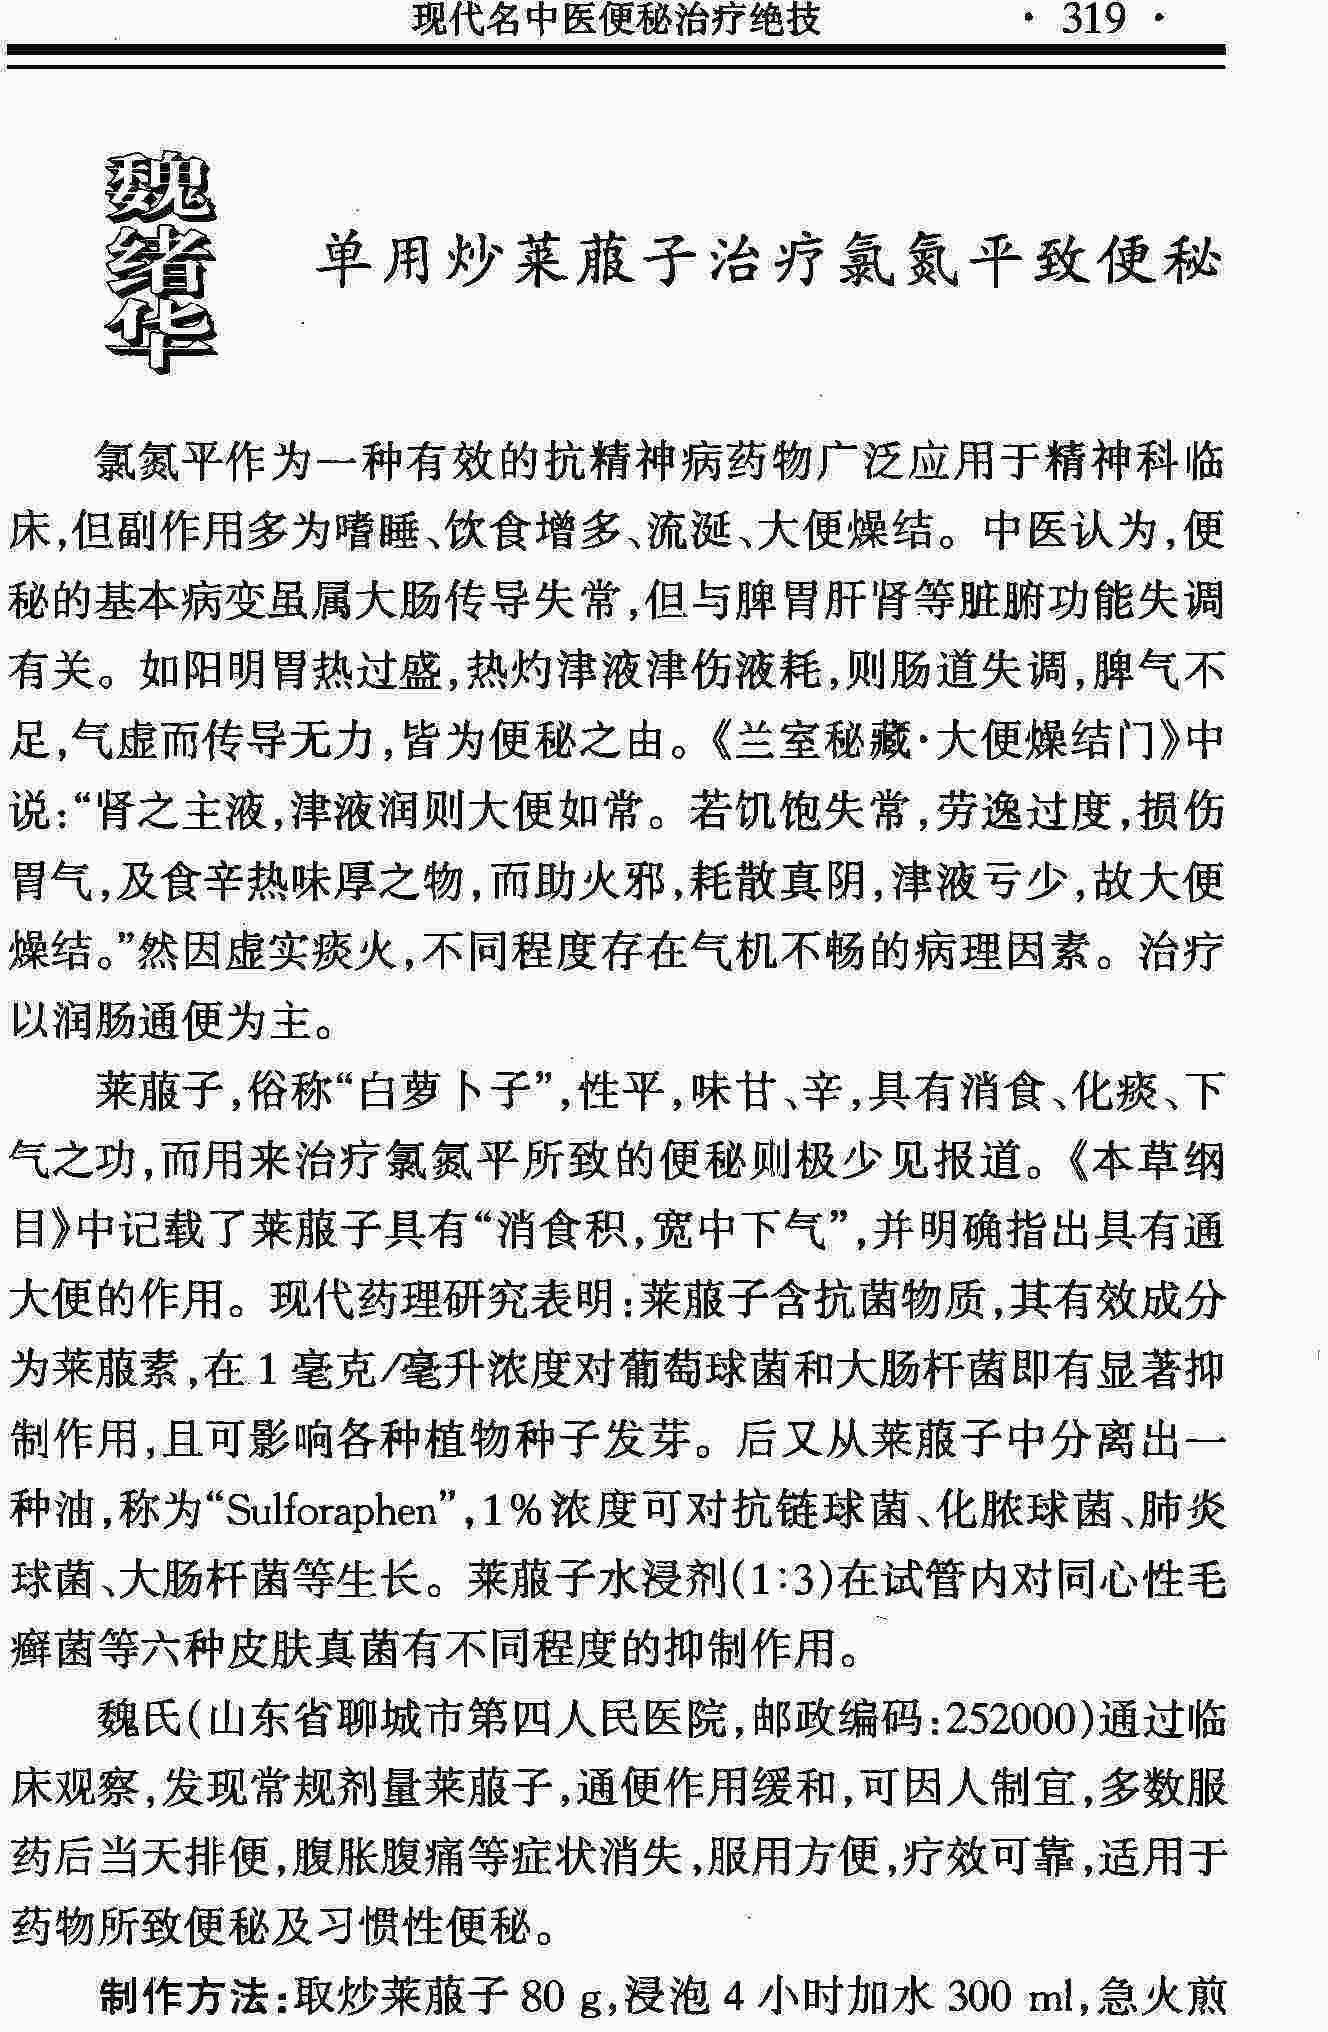 现代名中医便秘治疗绝技 · 319 ·
魏绪华
单用炒莱菔子治疗氯氮平致便秘
氯氮平作为一种有效的抗精神病药物广泛应用于精神科临
床,但副作用多为嗜睡、饮食增多、流涎、大便燥结。中医认为,便
秘的基本病变虽属大肠传导失常,但与脾胃肝肾等脏腑功能失调
有关。如阳明胃热过盛,热灼津液津伤液耗,则肠道失调,脾气不
足,气虚而传导无力,皆为便秘之由。《兰室秘藏·大便燥结门》中
说:“肾之主液,津液润则大便如常。若饥饱失常,劳逸过度,损伤
胃气,及食辛热味厚之物,而助火邪,耗散真阴,津液亏少,故大便
燥结。”然因虚实痰火,不同程度存在气机不畅的病理因素。治疗
以润肠通便为主。
莱菔子,俗称“白萝卜子”,性平,味甘、辛,具有消食、化痰、下
气之功,而用来治疗氯氮平所致的便秘则极少见报道。《本草纲
目》中记载了莱菔子具有“消食积,宽中下气”,并明确指出具有通
大便的作用。现代药理研究表明:莱菔子含抗菌物质,其有效成分
为莱菔素,在 1 毫克/毫升浓度对葡萄球菌和大肠杆菌即有显著抑
制作用,且可影响各种植物种子发芽。后又从莱菔子中分离出一
种油,称为“Sulforaphen”,1%浓度可对抗链球菌、化脓球菌、肺炎
球菌、大肠杆菌等生长。莱菔子水浸剂(1:3)在试管内对同心性毛
癣菌等六种皮肤真菌有不同程度的抑制作用。
魏氏(山东省聊城市第四人民医院,邮政编码:252000)通过临
床观察,发现常规剂量莱菔子,通便作用缓和,可因人制宜,多数服
药后当天排便,腹胀腹痛等症状消失,服用方便,疗效可靠,适用于
药物所致便秘及习惯性便秘。
制作方法:取炒莱菔子 80 g,浸泡 4 小时加水 300 ml,急火煎